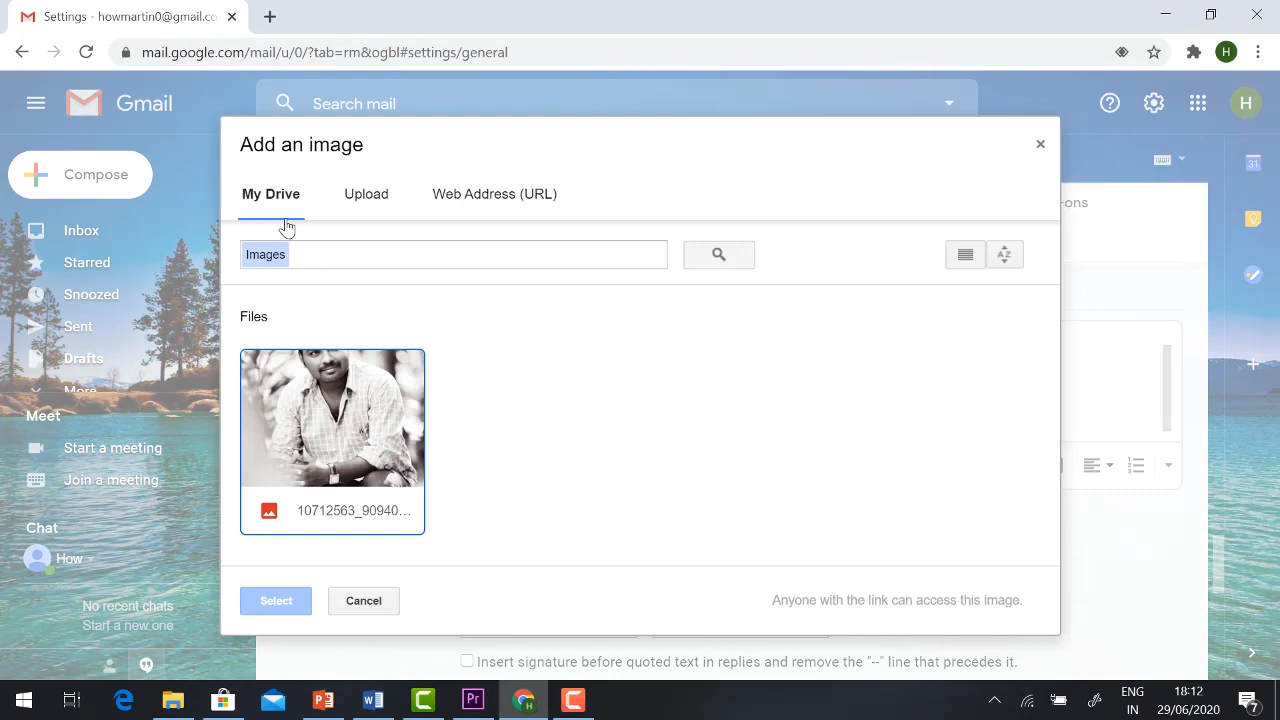 Settings - howmartin0@gmail.co
mail.google.com/mail/u/0/?tab=rm&ogbl#settings/general
H
Gmail
Search mail
H
Compose
Inbox
Starred
Snoozed
Sent
Drafts
More
Meet
Start a meeting
Join a meeting
Chat
How
No recent chats
Start a new one
Add an image
×
My Drive
Upload
Web Address (URL)
Images
AZ
Files
10712563_90940...
Select
Cancel
Anyone with the link can access this image.
-ons
31
Insert signature before quoted text in replies and remove the "--" line that precedes it.
ENG
IN
18:12
29/06/2020
7